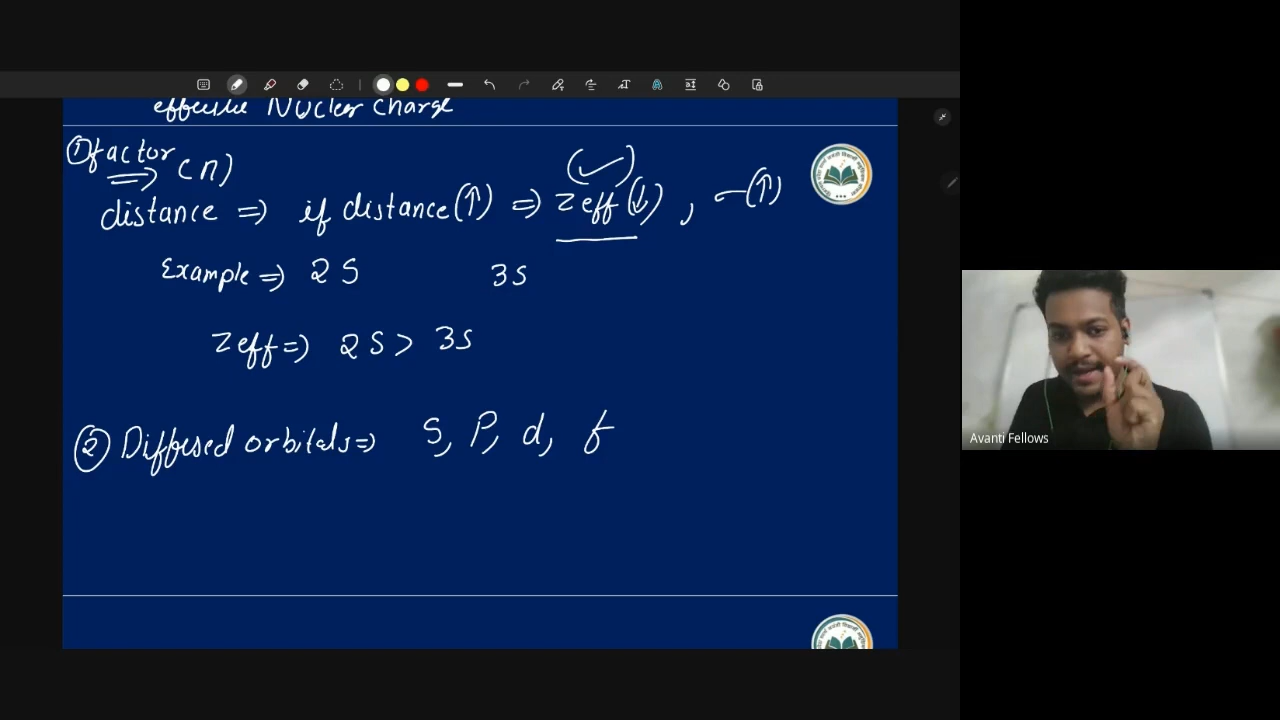 effective Nuclear charge
① factor (n)
distance ⇒ if distance (↑) ⇒ Zeff (↓) , (↑)
(✓)
Example ⇒ 2S 3S
Zeff ⇒ 2S > 3S
② Diffused orbitals ⇒ S, P, d, f
Avanti Fellows